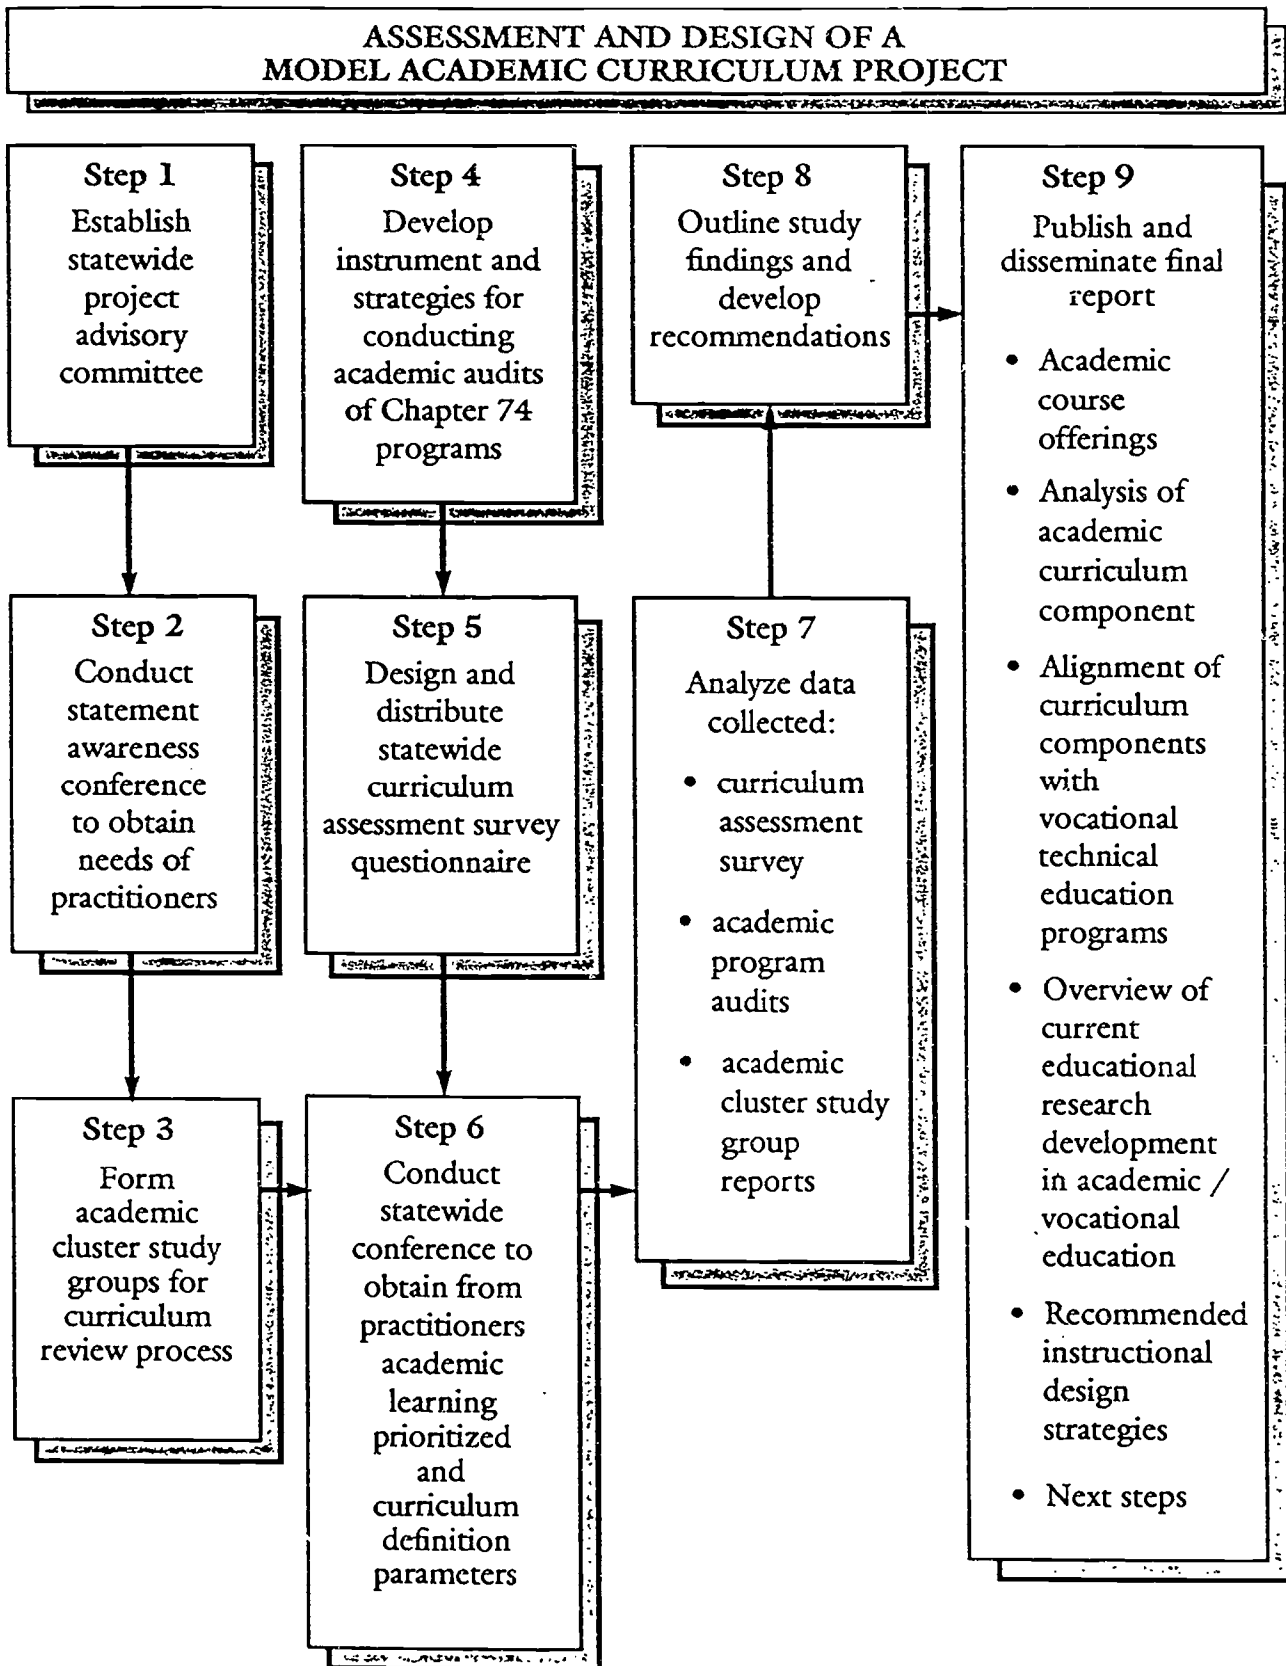 ASSESSMENT AND DESIGN OF A
MODEL ACADEMIC CURRICULUM PROJECT
Step 1
Establish
statewide
project
advisory
committee
Step 2
Conduct
statement
awareness
conference
to obtain
needs of
practitioners
Step 3
Form
academic
cluster study
groups for
curriculum
review process
Step 4
Develop
instrument and
strategies for
conducting
academic audits
of Chapter 74
programs
Step 5
Design and
distribute
statewide
curriculum
assessment survey
questionnaire
Step 6
Conduct
statewide
conference to
obtain from
practitioners
academic
learning
prioritized
and
curriculum
definition
parameters
Step 7
Analyze data
collected:
• curriculum
assessment
survey
• academic
program
audits
• academic
cluster study
group
reports
Step 8
Outline study
findings and
develop
recommendations
Step 9
Publish and
disseminate final
report
• Academic
course
offerings
• Analysis of
academic
curriculum
component
• Alignment of
curriculum
components
with
vocational
technical
education
programs
• Overview of
current
educational
research
development
in academic /
vocational
education
• Recommended
instructional
design
strategies
• Next steps